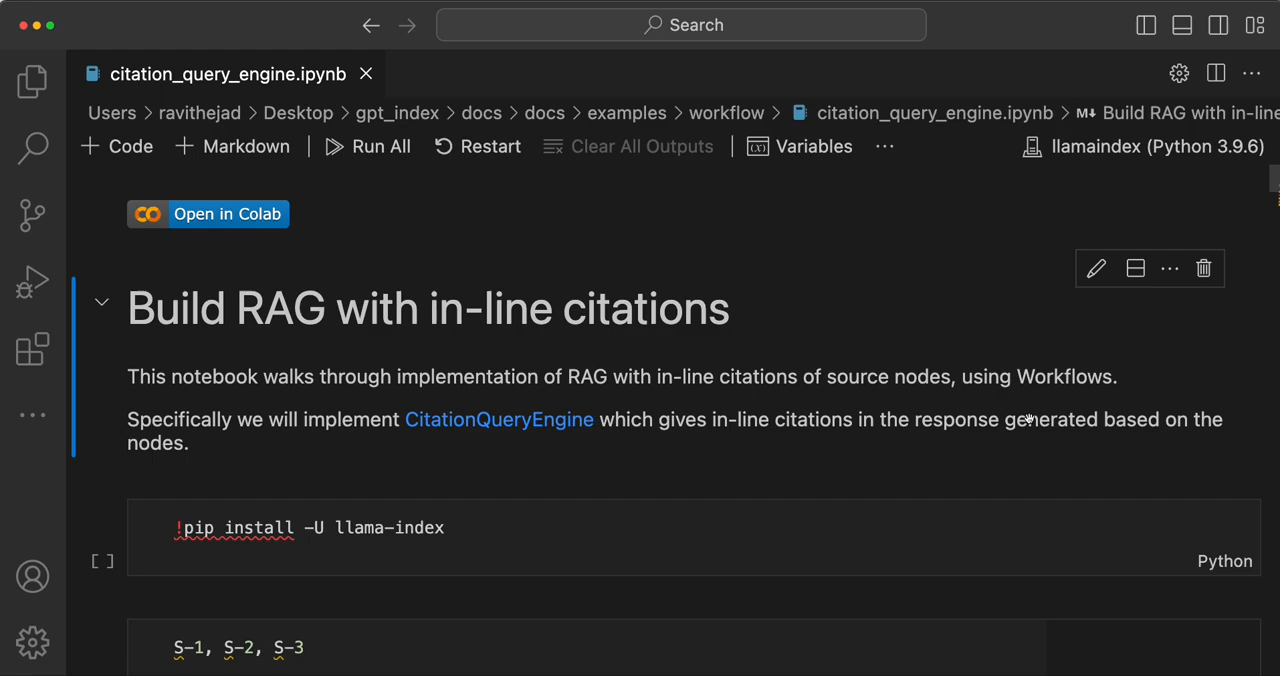 Search
citation_query_engine.ipynb
Users > ravithejad > Desktop > gpt_index > docs > docs > examples > workflow > citation_query_engine.ipynb > M↓ Build RAG with in-line
+ Code + Markdown | Run All Restart Clear All Outputs | Variables ... llamaindex (Python 3.9.6)
CO Open in Colab
Build RAG with in-line citations
This notebook walks through implementation of RAG with in-line citations of source nodes, using Workflows.
Specifically we will implement CitationQueryEngine which gives in-line citations in the response generated based on the
nodes.
!pip install -U llama-index
[ ]
Python
S-1, S-2, S-3